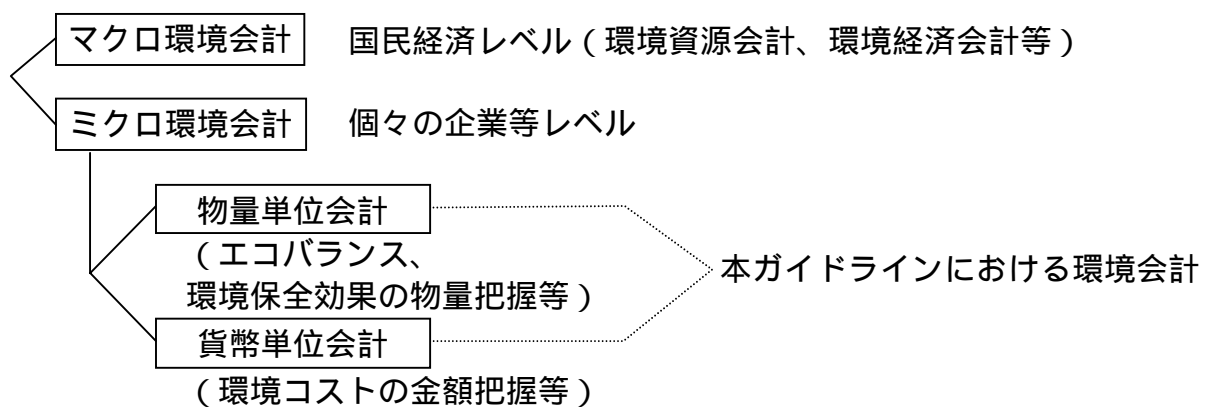 マクロ環境会計 国民経済レベル（環境資源会計、環境経済会計等）
ミクロ環境会計 個々の企業等レベル
物量単位会計
（エコバランス、
環境保全効果の物量把握等）
本ガイドラインにおける環境会計
貨幣単位会計
（環境コストの金額把握等）